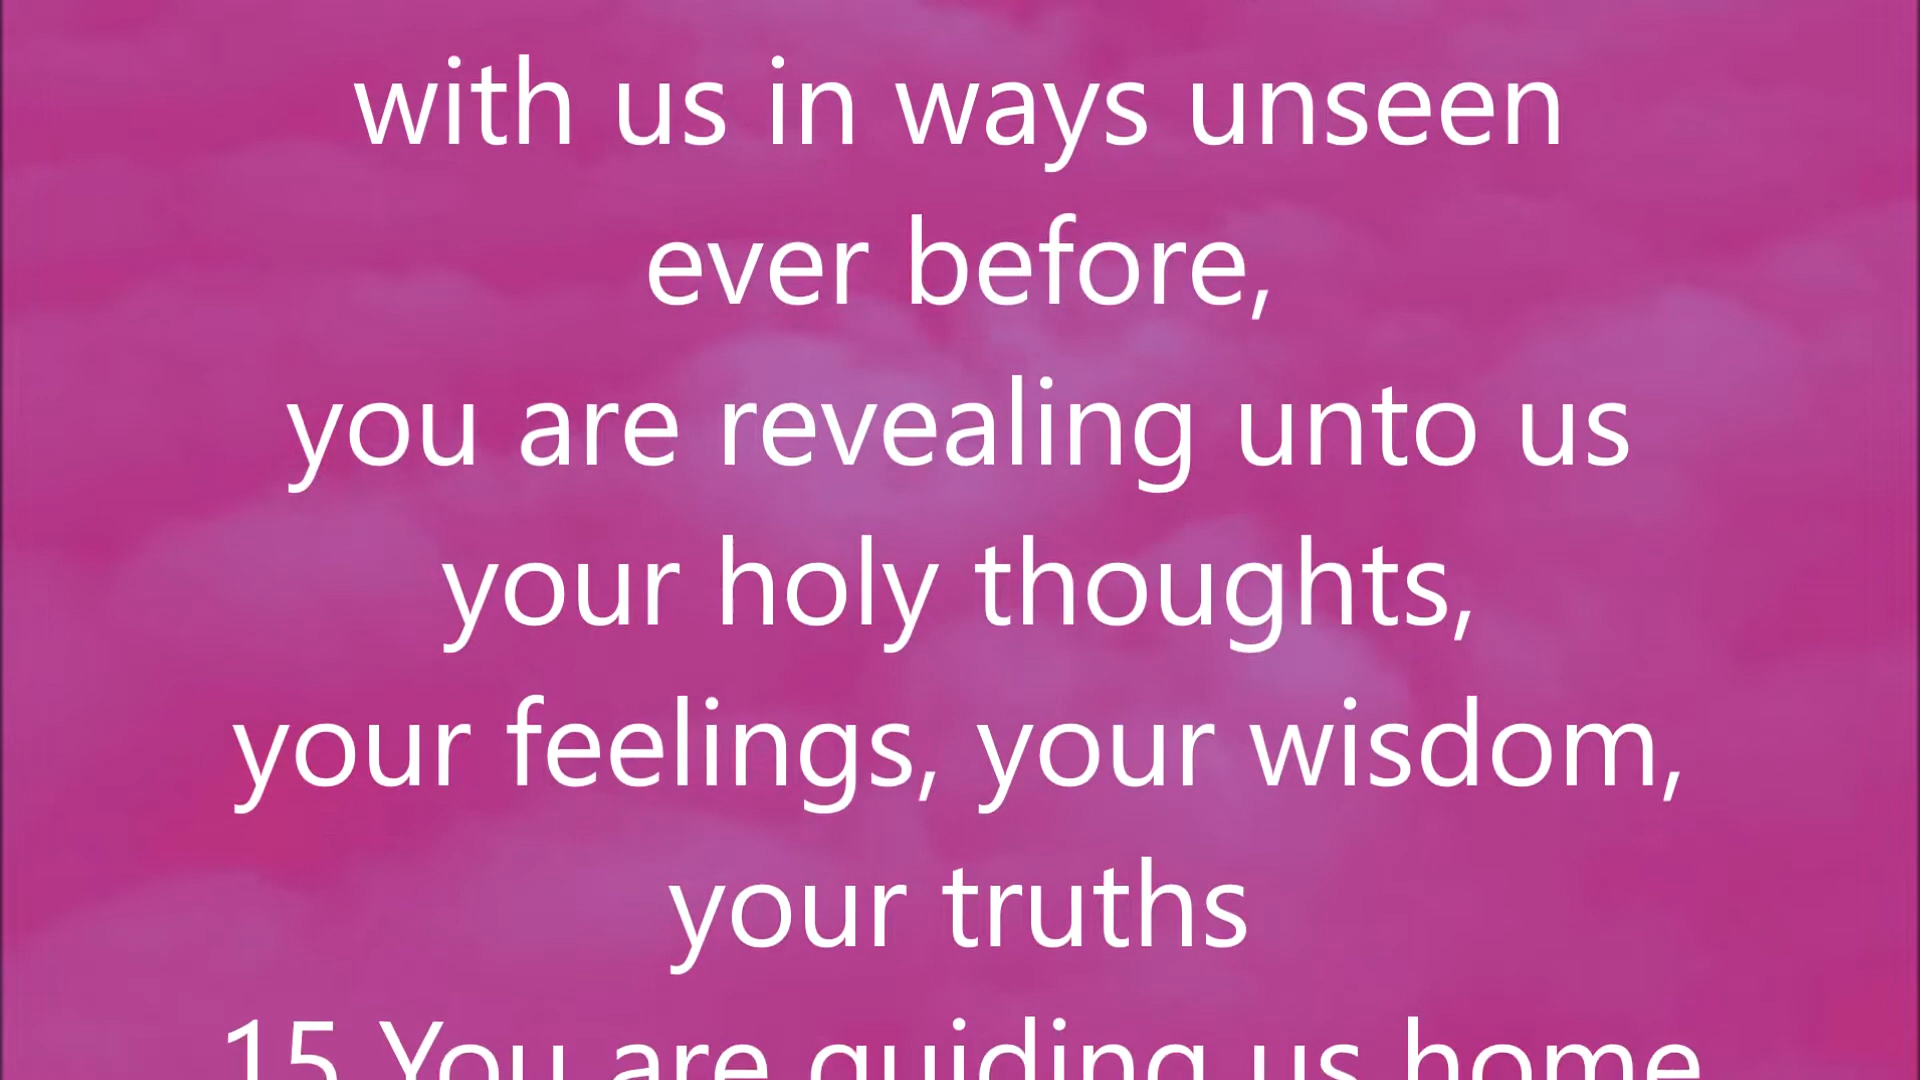 with us in ways unseen
ever before,
you are revealing unto us
your holy thoughts,
your feelings, your wisdom,
your truths
15 You are guiding us home